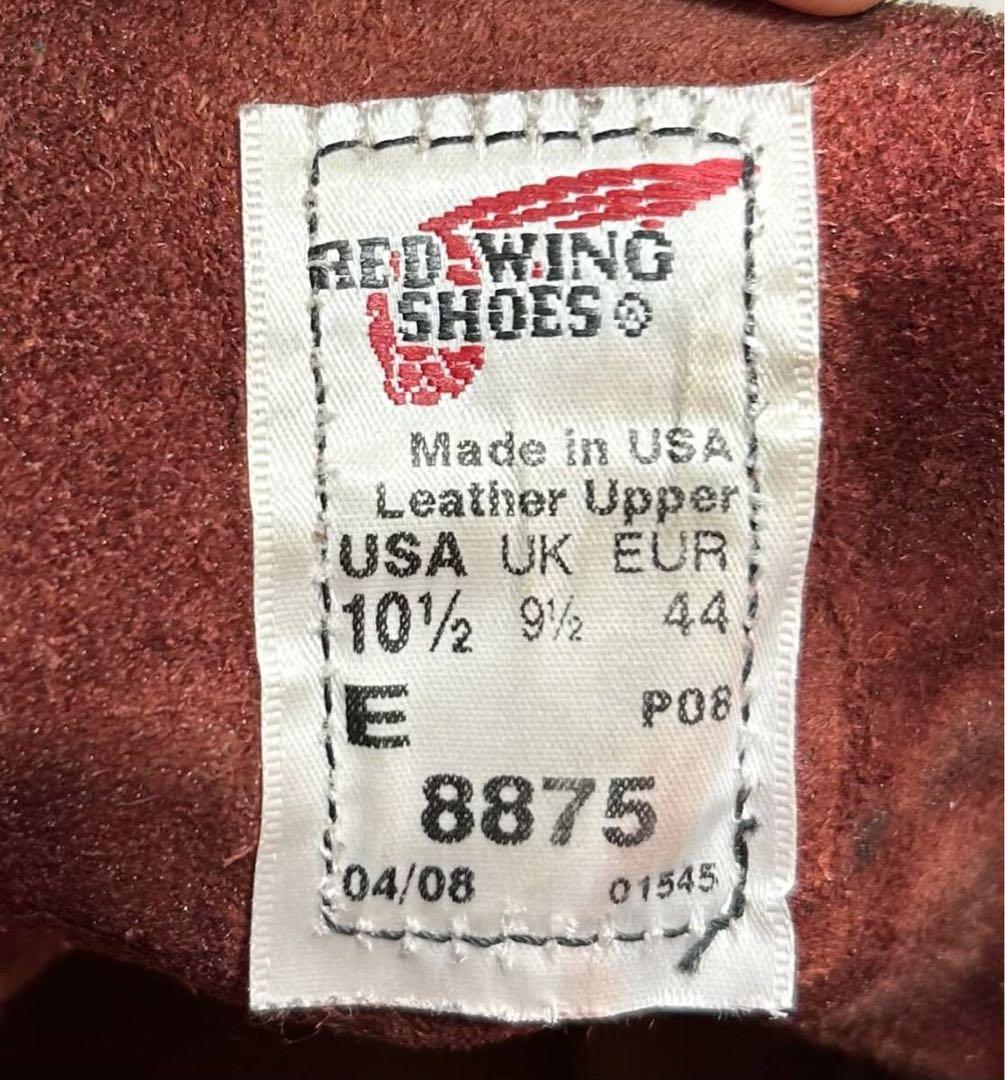 RED WING
SHOES®
Made in USA
Leather Upper
USA UK EUR
10½ 9½ 44
E P08
8875
04/08 01545